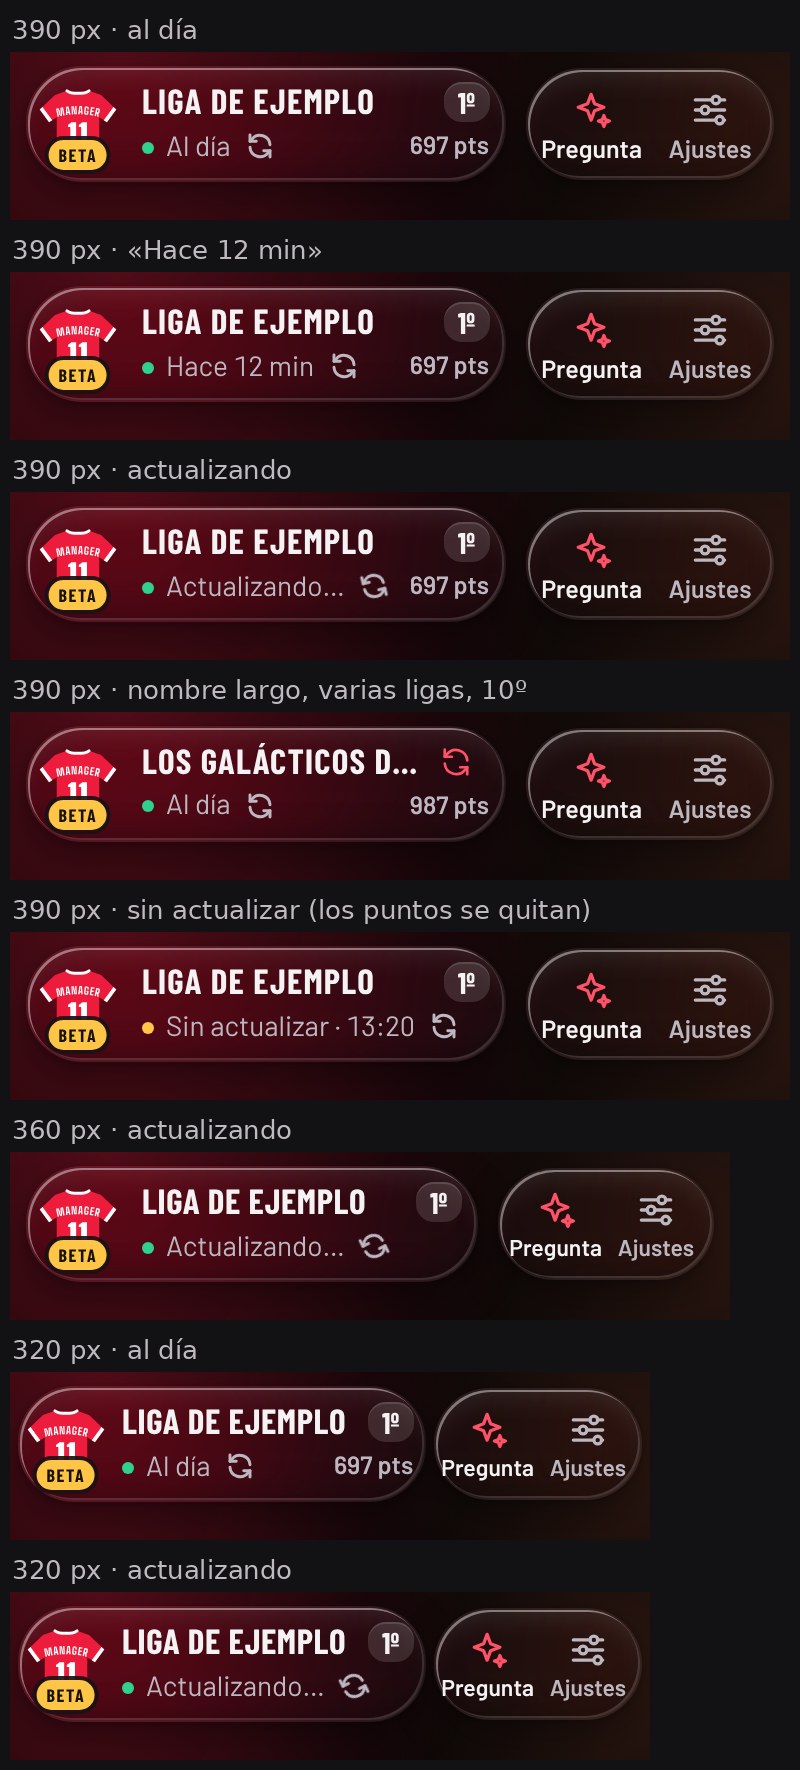 390 px · al día
LIGA DE EJEMPLO 1º
MANAGER
11
BETA
Al día 697 pts
Pregunta Ajustes
390 px · «Hace 12 min»
LIGA DE EJEMPLO 1º
MANAGER
11
BETA
Hace 12 min 697 pts
Pregunta Ajustes
390 px · actualizando
LIGA DE EJEMPLO 1º
MANAGER
11
BETA
Actualizando... 697 pts
Pregunta Ajustes
390 px · nombre largo, varias ligas, 10º
LOS GALÁCTICOS D...
MANAGER
11
BETA
Al día 987 pts
Pregunta Ajustes
390 px · sin actualizar (los puntos se quitan)
LIGA DE EJEMPLO 1º
MANAGER
11
BETA
Sin actualizar · 13:20
Pregunta Ajustes
360 px · actualizando
LIGA DE EJEMPLO 1º
MANAGER
11
BETA
Actualizando...
Pregunta Ajustes
320 px · al día
LIGA DE EJEMPLO 1º
MANAGER
11
BETA
Al día 697 pts
Pregunta Ajustes
320 px · actualizando
LIGA DE EJEMPLO 1º
MANAGER
11
BETA
Actualizando...
Pregunta Ajustes